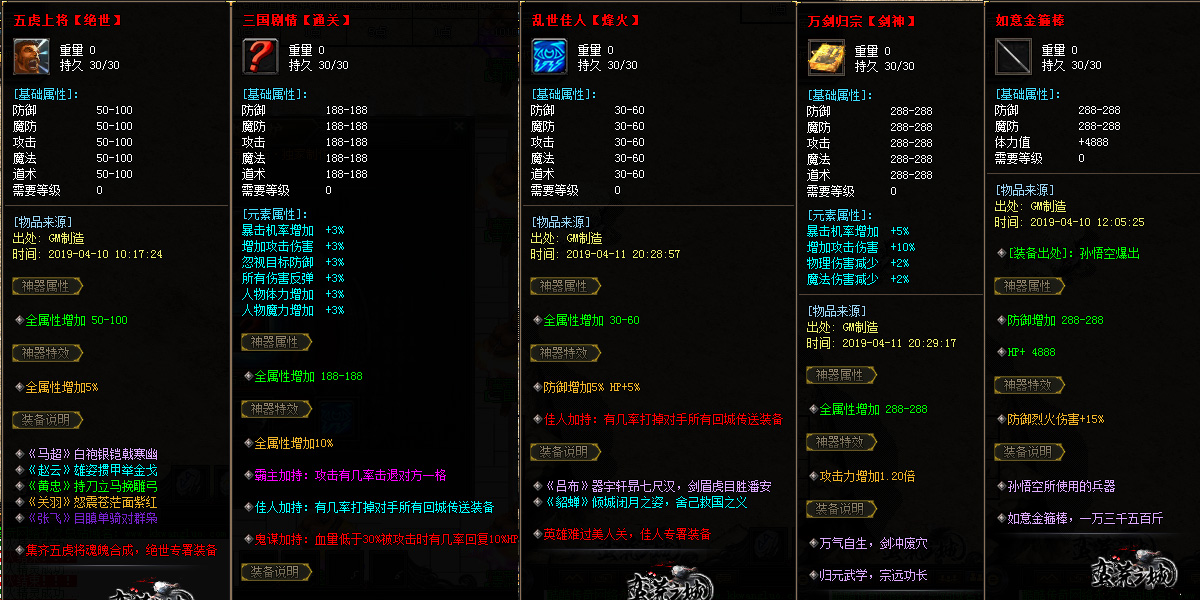 五虎上将【绝世】
重量 0
持久 30/30
[基础属性]:
防御 50-100
魔防 50-100
攻击 50-100
魔法 50-100
道术 50-100
需要等级 0
[物品来源]
出处: GM制造
时间: 2019-04-10 10:17:24
神器属性
全属性增加 50-100
神器特效
全属性增加5%
装备说明
《马超》白袍银铠戟寒幽
《赵云》雄姿掼甲举金戈
《黄忠》持刀立马挽雕弓
《关羽》怒震苍茫面紫红
《张飞》目瞋单骑对群枭
集齐五虎将魂魄合成，绝世专署装备
三国剧情【通关】
重量 0
持久 30/30
[基础属性]:
防御 188-188
魔防 188-188
攻击 188-188
魔法 188-188
道术 188-188
需要等级 0
[元素属性]:
暴击机率增加 +3%
增加攻击伤害 +3%
忽视目标防御 +3%
所有伤害反弹 +3%
人物体力增加 +3%
人物魔力增加 +3%
神器属性
全属性增加 188-188
神器特效
全属性增加10%
霸主加持: 攻击有几率击退对方一格
佳人加持: 有几率打掉对手所有回城传送装备
鬼谋加持: 血量低于30%被攻击时有几率回复10%HP
装备说明
乱世佳人【烽火】
重量 0
持久 30/30
[基础属性]:
防御 30-60
魔防 30-60
攻击 30-60
魔法 30-60
道术 30-60
需要等级 0
[物品来源]
出处: GM制造
时间: 2019-04-11 20:28:57
神器属性
全属性增加 30-60
神器特效
防御增加5% HP+5%
佳人加持: 有几率打掉对手所有回城传送装备
装备说明
《吕布》器宇轩昂七尺汉，剑眉虎目胜潘安
《貂蝉》倾城闭月之姿，舍己救国之义
英雄难过美人关，佳人专署装备
蛮荒之城
万剑归宗【剑神】
重量 0
持久 30/30
[基础属性]:
防御 288-288
魔防 288-288
攻击 288-288
魔法 288-288
道术 288-288
需要等级 0
[元素属性]:
暴击机率增加 +5%
增加攻击伤害 +10%
物理伤害减少 +2%
魔法伤害减少 +2%
[物品来源]
出处: GM制造
时间: 2019-04-11 20:29:17
神器属性
全属性增加 288-288
神器特效
攻击力增加1.20倍
装备说明
万气自生，剑冲废穴
归元武学，宗远功长
如意金箍棒
重量 0
持久 30/30
[基础属性]:
防御 288-288
魔防 288-288
体力值 +4888
需要等级 0
[物品来源]
出处: GM制造
时间: 2019-04-10 12:05:25
[装备出处]: 孙悟空爆出
神器属性
防御增加 288-288
HP+ 4888
神器特效
防御烈火伤害+15%
装备说明
孙悟空所使用的兵器
如意金箍棒，一万三千五百斤
蛮荒之城